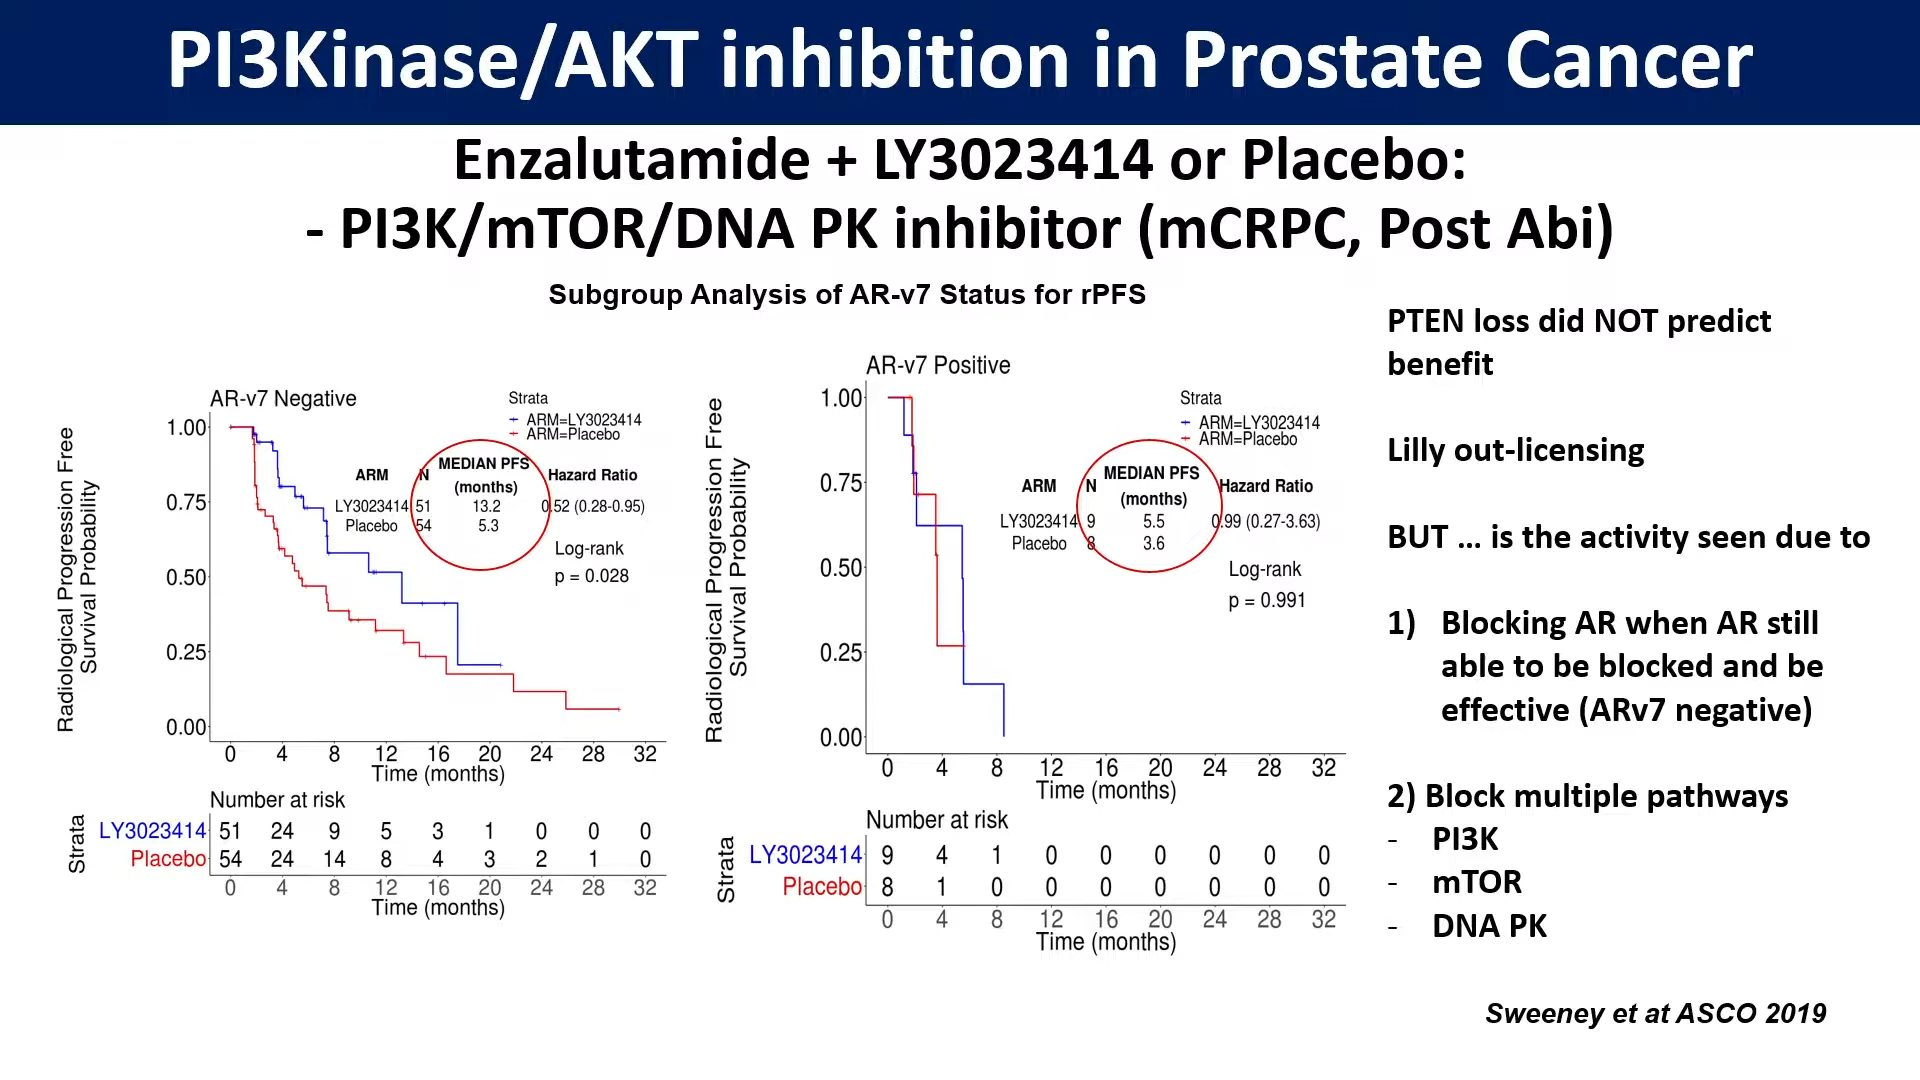 PI3Kinase/AKT inhibition in Prostate Cancer
Enzalutamide + LY3023414 or Placebo:
- PI3K/mTOR/DNA PK inhibitor (mCRPC, Post Abi)
Subgroup Analysis of AR-v7 Status for rPFS
AR-v7 Negative
Strata
ARM=LY3023414
ARM=Placebo
Radiological Progression Free
Survival Probability
1.00
0.75
0.50
0.25
0.00
ARM N MEDIAN PFS (months) Hazard Ratio
LY3023414 51 13.2 0.52 (0.28-0.95)
Placebo 54 5.3
Log-rank
p = 0.028
0 4 8 12 16 20 24 28 32
Time (months)
Number at risk
Strata
LY3023414 51 24 9 5 3 1 0 0 0
Placebo 54 24 14 8 4 3 2 1 0
0 4 8 12 16 20 24 28 32
Time (months)
AR-v7 Positive
Strata
ARM=LY3023414
ARM=Placebo
Radiological Progression Free
Survival Probability
1.00
0.75
0.50
0.25
0.00
ARM N MEDIAN PFS (months) Hazard Ratio
LY3023414 9 5.5 0.99 (0.27-3.63)
Placebo 8 3.6
Log-rank
p = 0.991
0 4 8 12 16 20 24 28 32
Time (months)
Number at risk
Strata
LY3023414 9 4 1 0 0 0 0 0 0
Placebo 8 1 0 0 0 0 0 0 0
0 4 8 12 16 20 24 28 32
Time (months)
PTEN loss did NOT predict
benefit
Lilly out-licensing
BUT ... is the activity seen due to
1) Blocking AR when AR still
able to be blocked and be
effective (ARv7 negative)
2) Block multiple pathways
- PI3K
- mTOR
- DNA PK
Sweeney et at ASCO 2019